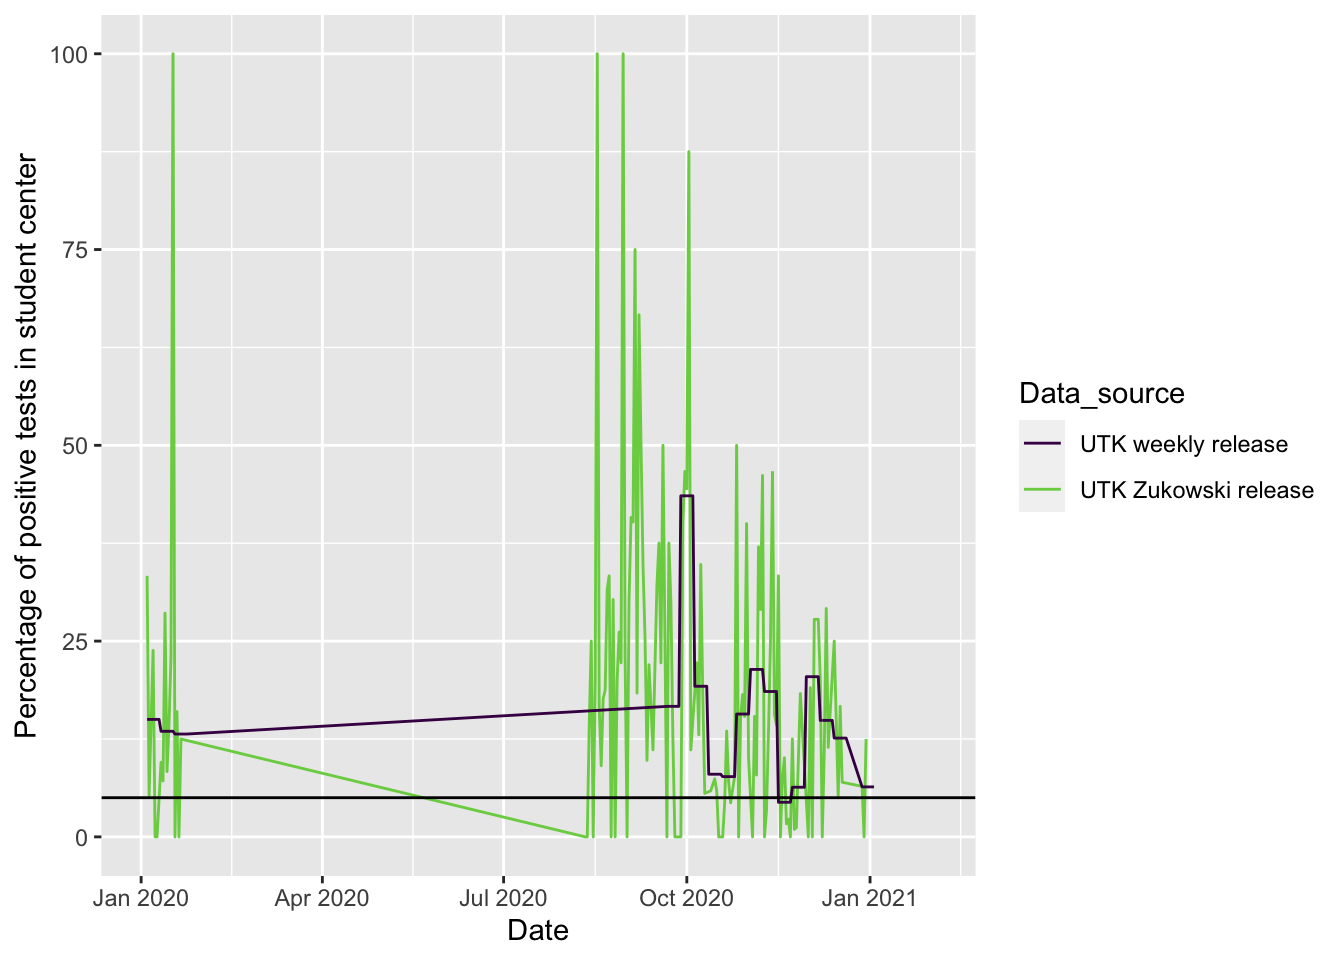 Percentage of positive tests in student center
100
75
50
25
0
Jan 2020
Apr 2020
Jul 2020
Oct 2020
Jan 2021
Date
Data_source
UTK weekly release
UTK Zukowski release